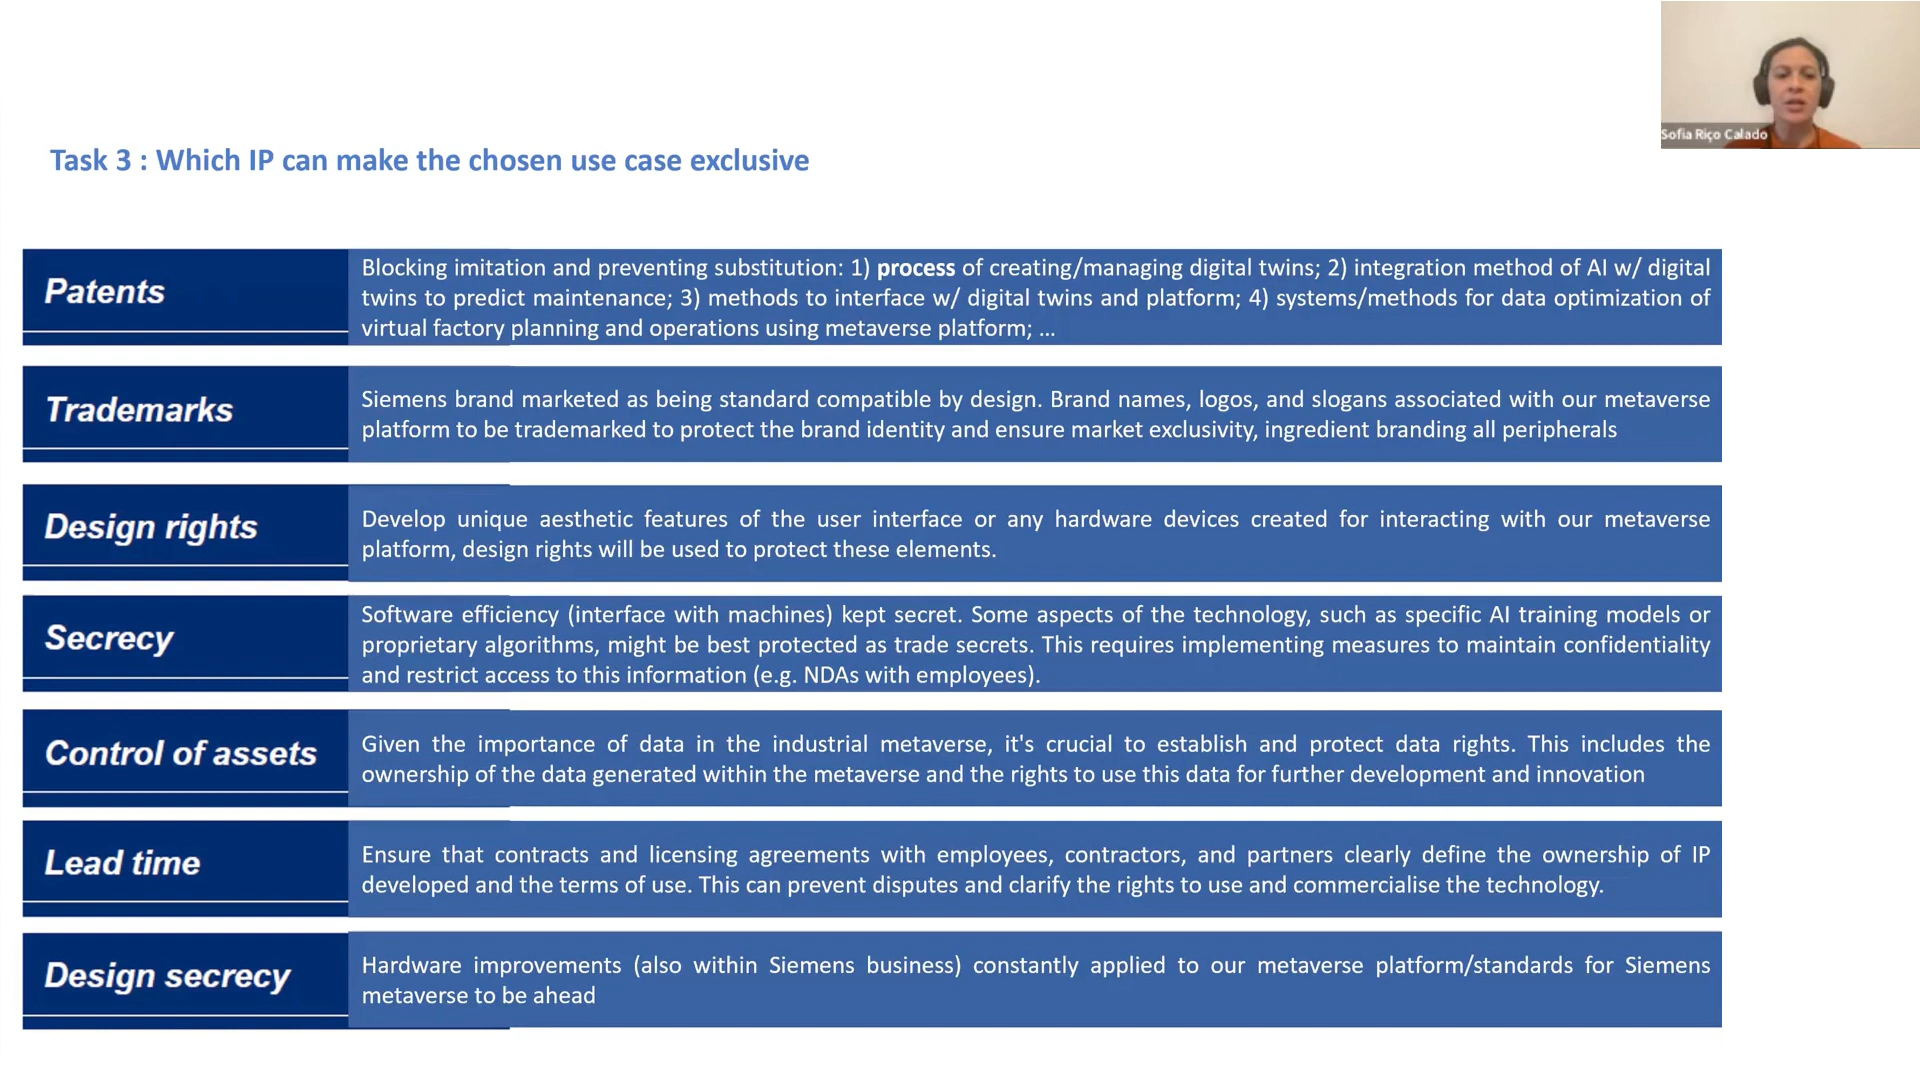 Sofia Riço Calado
Task 3 : Which IP can make the chosen use case exclusive
Patents
Blocking imitation and preventing substitution: 1) process of creating/managing digital twins; 2) integration method of AI w/ digital
twins to predict maintenance; 3) methods to interface w/ digital twins and platform; 4) systems/methods for data optimization of
virtual factory planning and operations using metaverse platform; ...
Trademarks
Siemens brand marketed as being standard compatible by design. Brand names, logos, and slogans associated with our metaverse
platform to be trademarked to protect the brand identity and ensure market exclusivity, ingredient branding all peripherals
Design rights
Develop unique aesthetic features of the user interface or any hardware devices created for interacting with our metaverse
platform, design rights will be used to protect these elements.
Secrecy
Software efficiency (interface with machines) kept secret. Some aspects of the technology, such as specific AI training models or
proprietary algorithms, might be best protected as trade secrets. This requires implementing measures to maintain confidentiality
and restrict access to this information (e.g. NDAs with employees).
Control of assets
Given the importance of data in the industrial metaverse, it's crucial to establish and protect data rights. This includes the
ownership of the data generated within the metaverse and the rights to use this data for further development and innovation
Lead time
Ensure that contracts and licensing agreements with employees, contractors, and partners clearly define the ownership of IP
developed and the terms of use. This can prevent disputes and clarify the rights to use and commercialise the technology.
Design secrecy
Hardware improvements (also within Siemens business) constantly applied to our metaverse platform/standards for Siemens
metaverse to be ahead